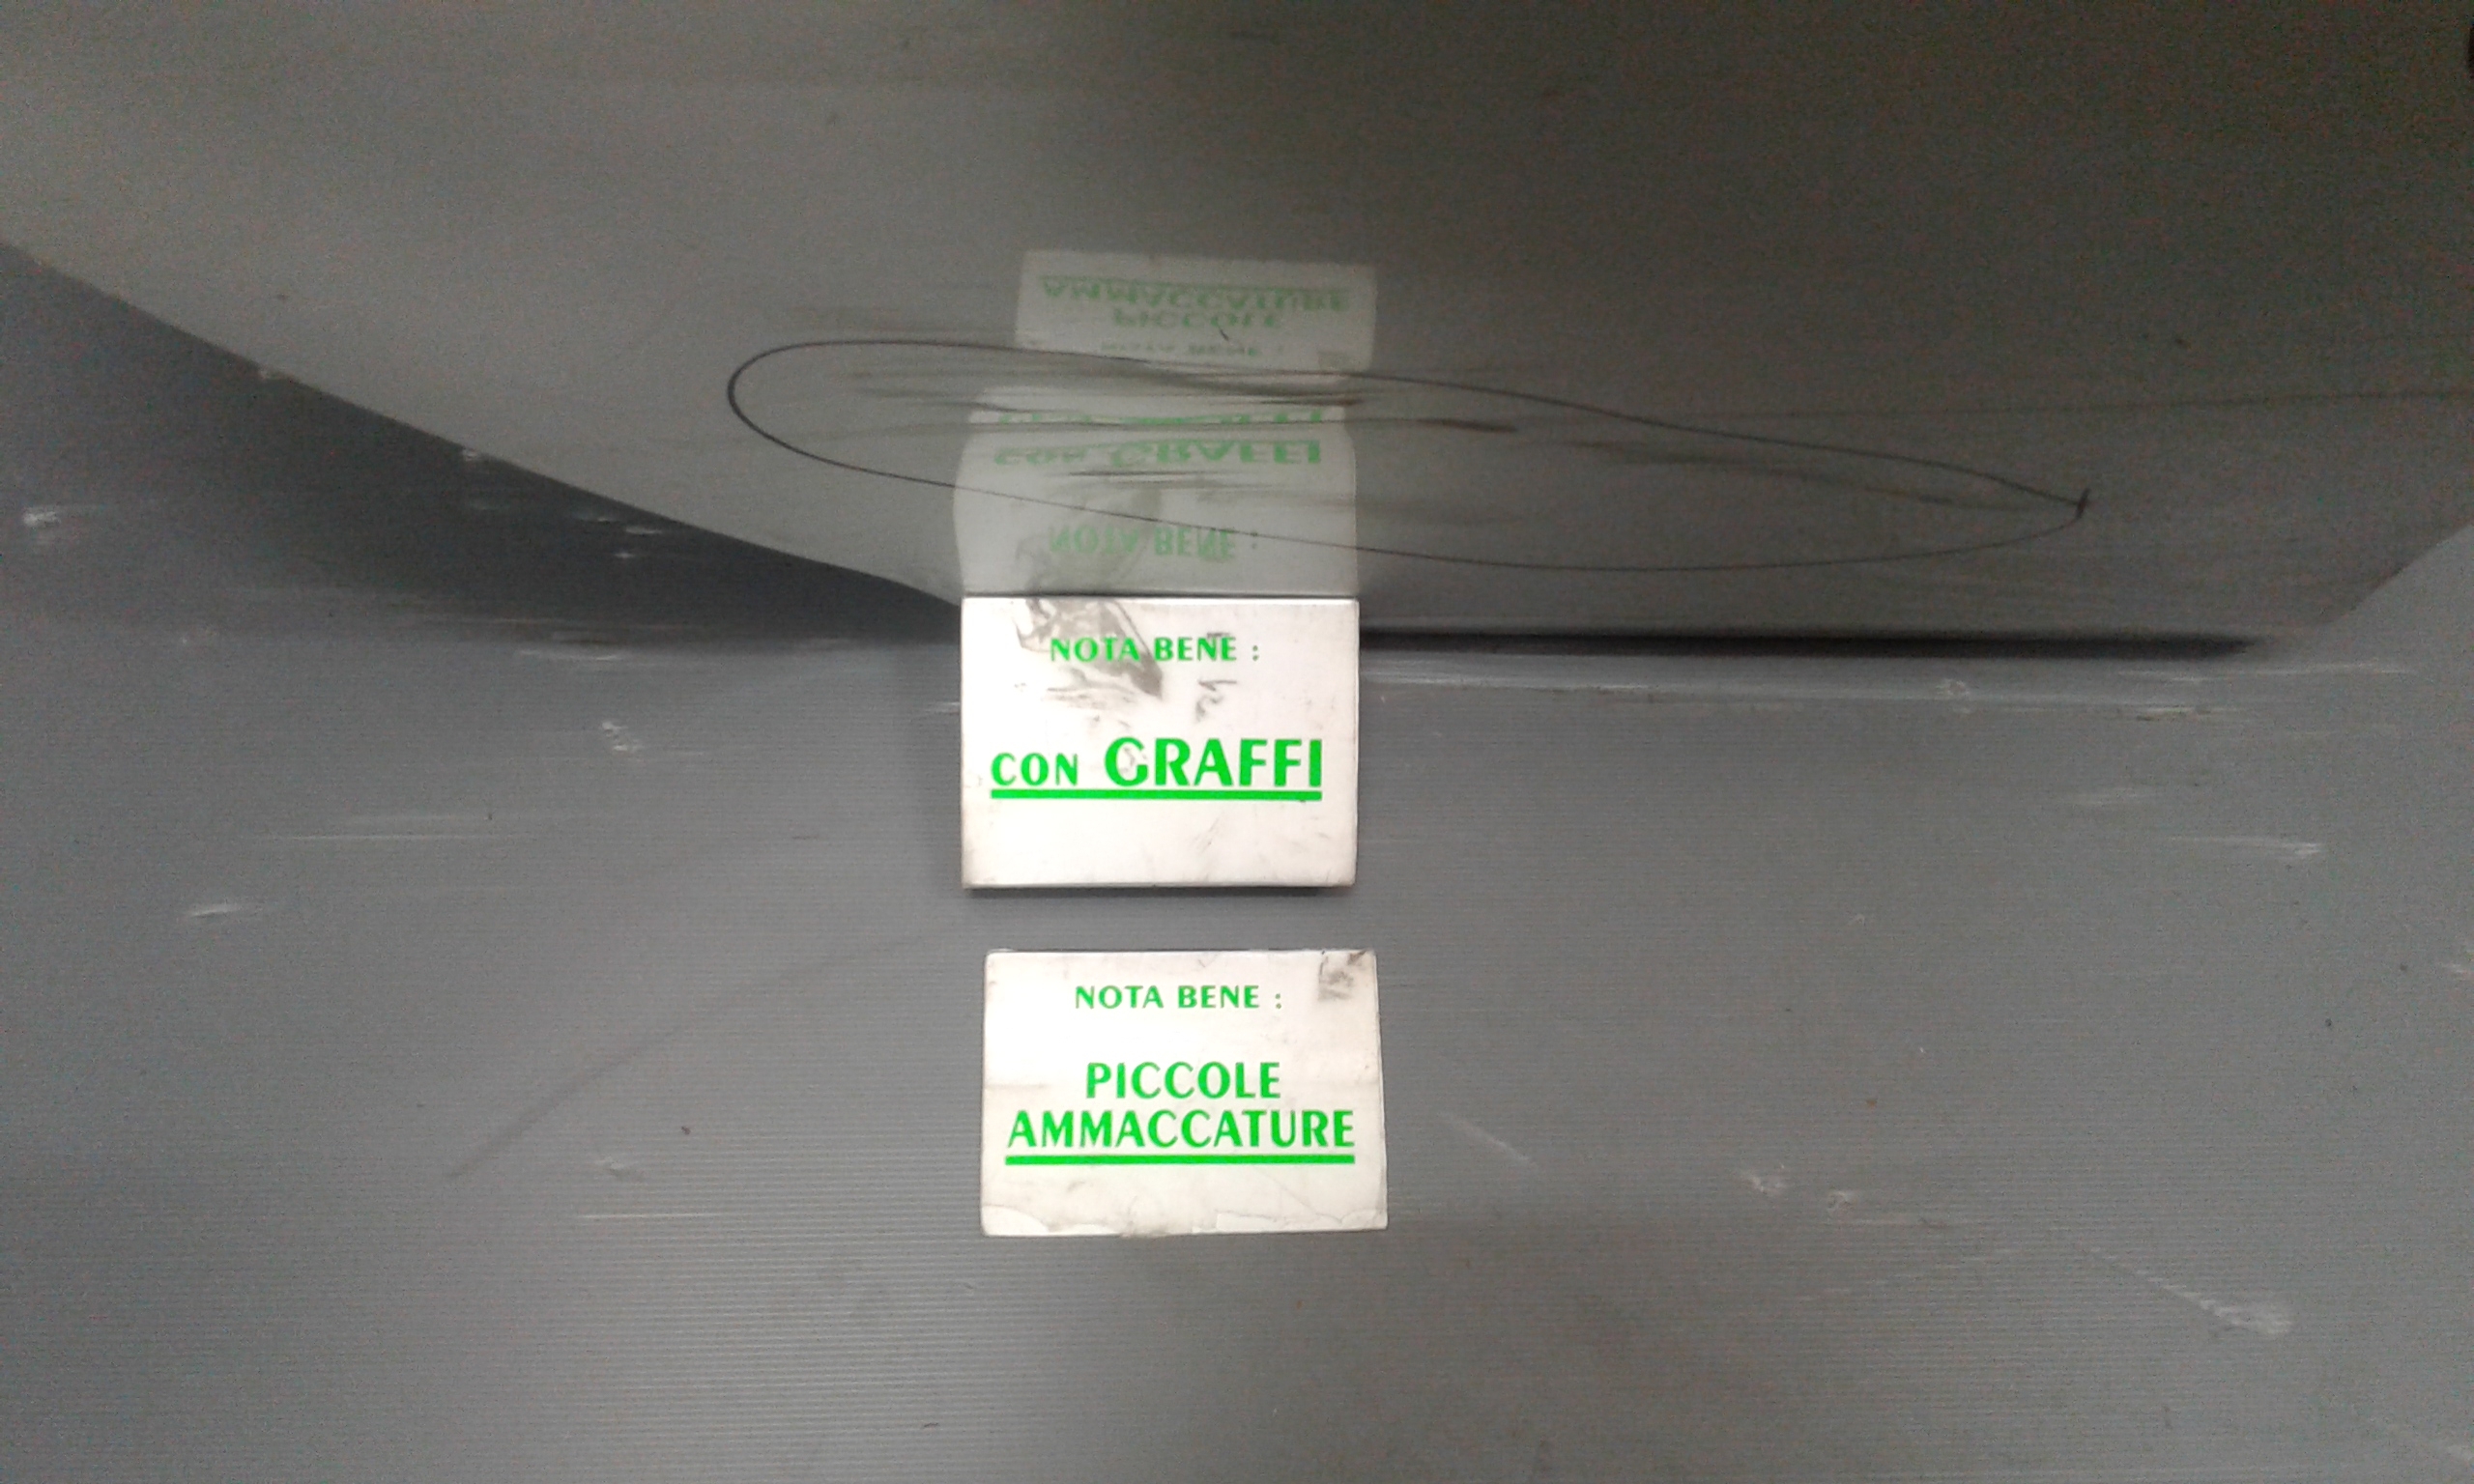 NOTA BENE :
CON GRAFFI
NOTA BENE :
PICCOLE
AMMACCATURE